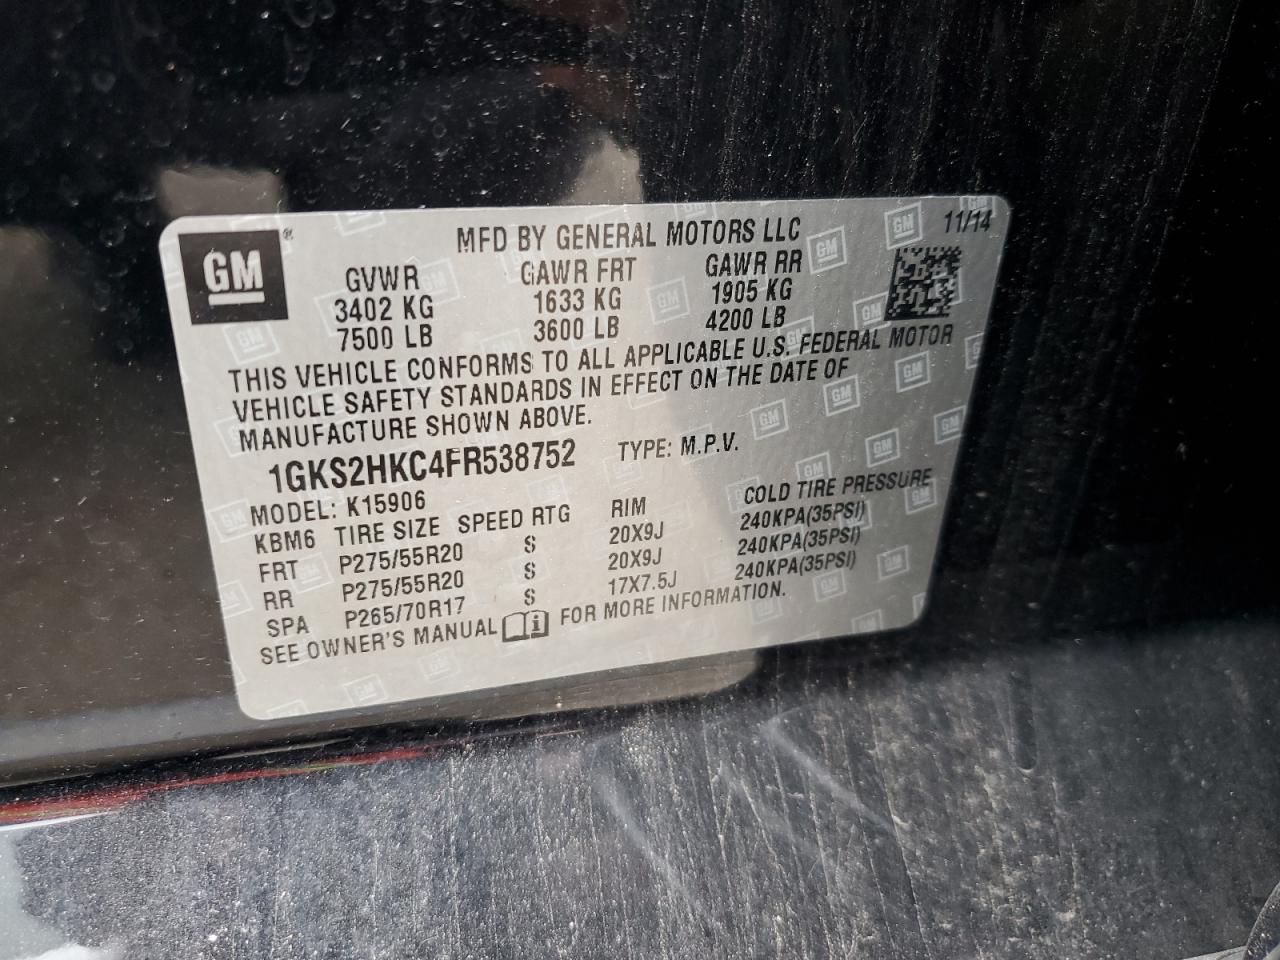 GM®
MFD BY GENERAL MOTORS LLC 11/14
GVWR GAWR FRT GAWR RR
3402 KG 1633 KG 1905 KG
7500 LB 3600 LB 4200 LB
THIS VEHICLE CONFORMS TO ALL APPLICABLE U.S. FEDERAL MOTOR
VEHICLE SAFETY STANDARDS IN EFFECT ON THE DATE OF
MANUFACTURE SHOWN ABOVE.
1GKS2HKC4FR538752 TYPE: M.P.V.
MODEL: K15906
KBM6 TIRE SIZE SPEED RTG RIM COLD TIRE PRESSURE
FRT P275/55R20 S 20X9J 240KPA(35PSI)
RR P275/55R20 S 20X9J 240KPA(35PSI)
SPA P265/70R17 S 17X7.5J 240KPA(35PSI)
SEE OWNER'S MANUAL FOR MORE INFORMATION.